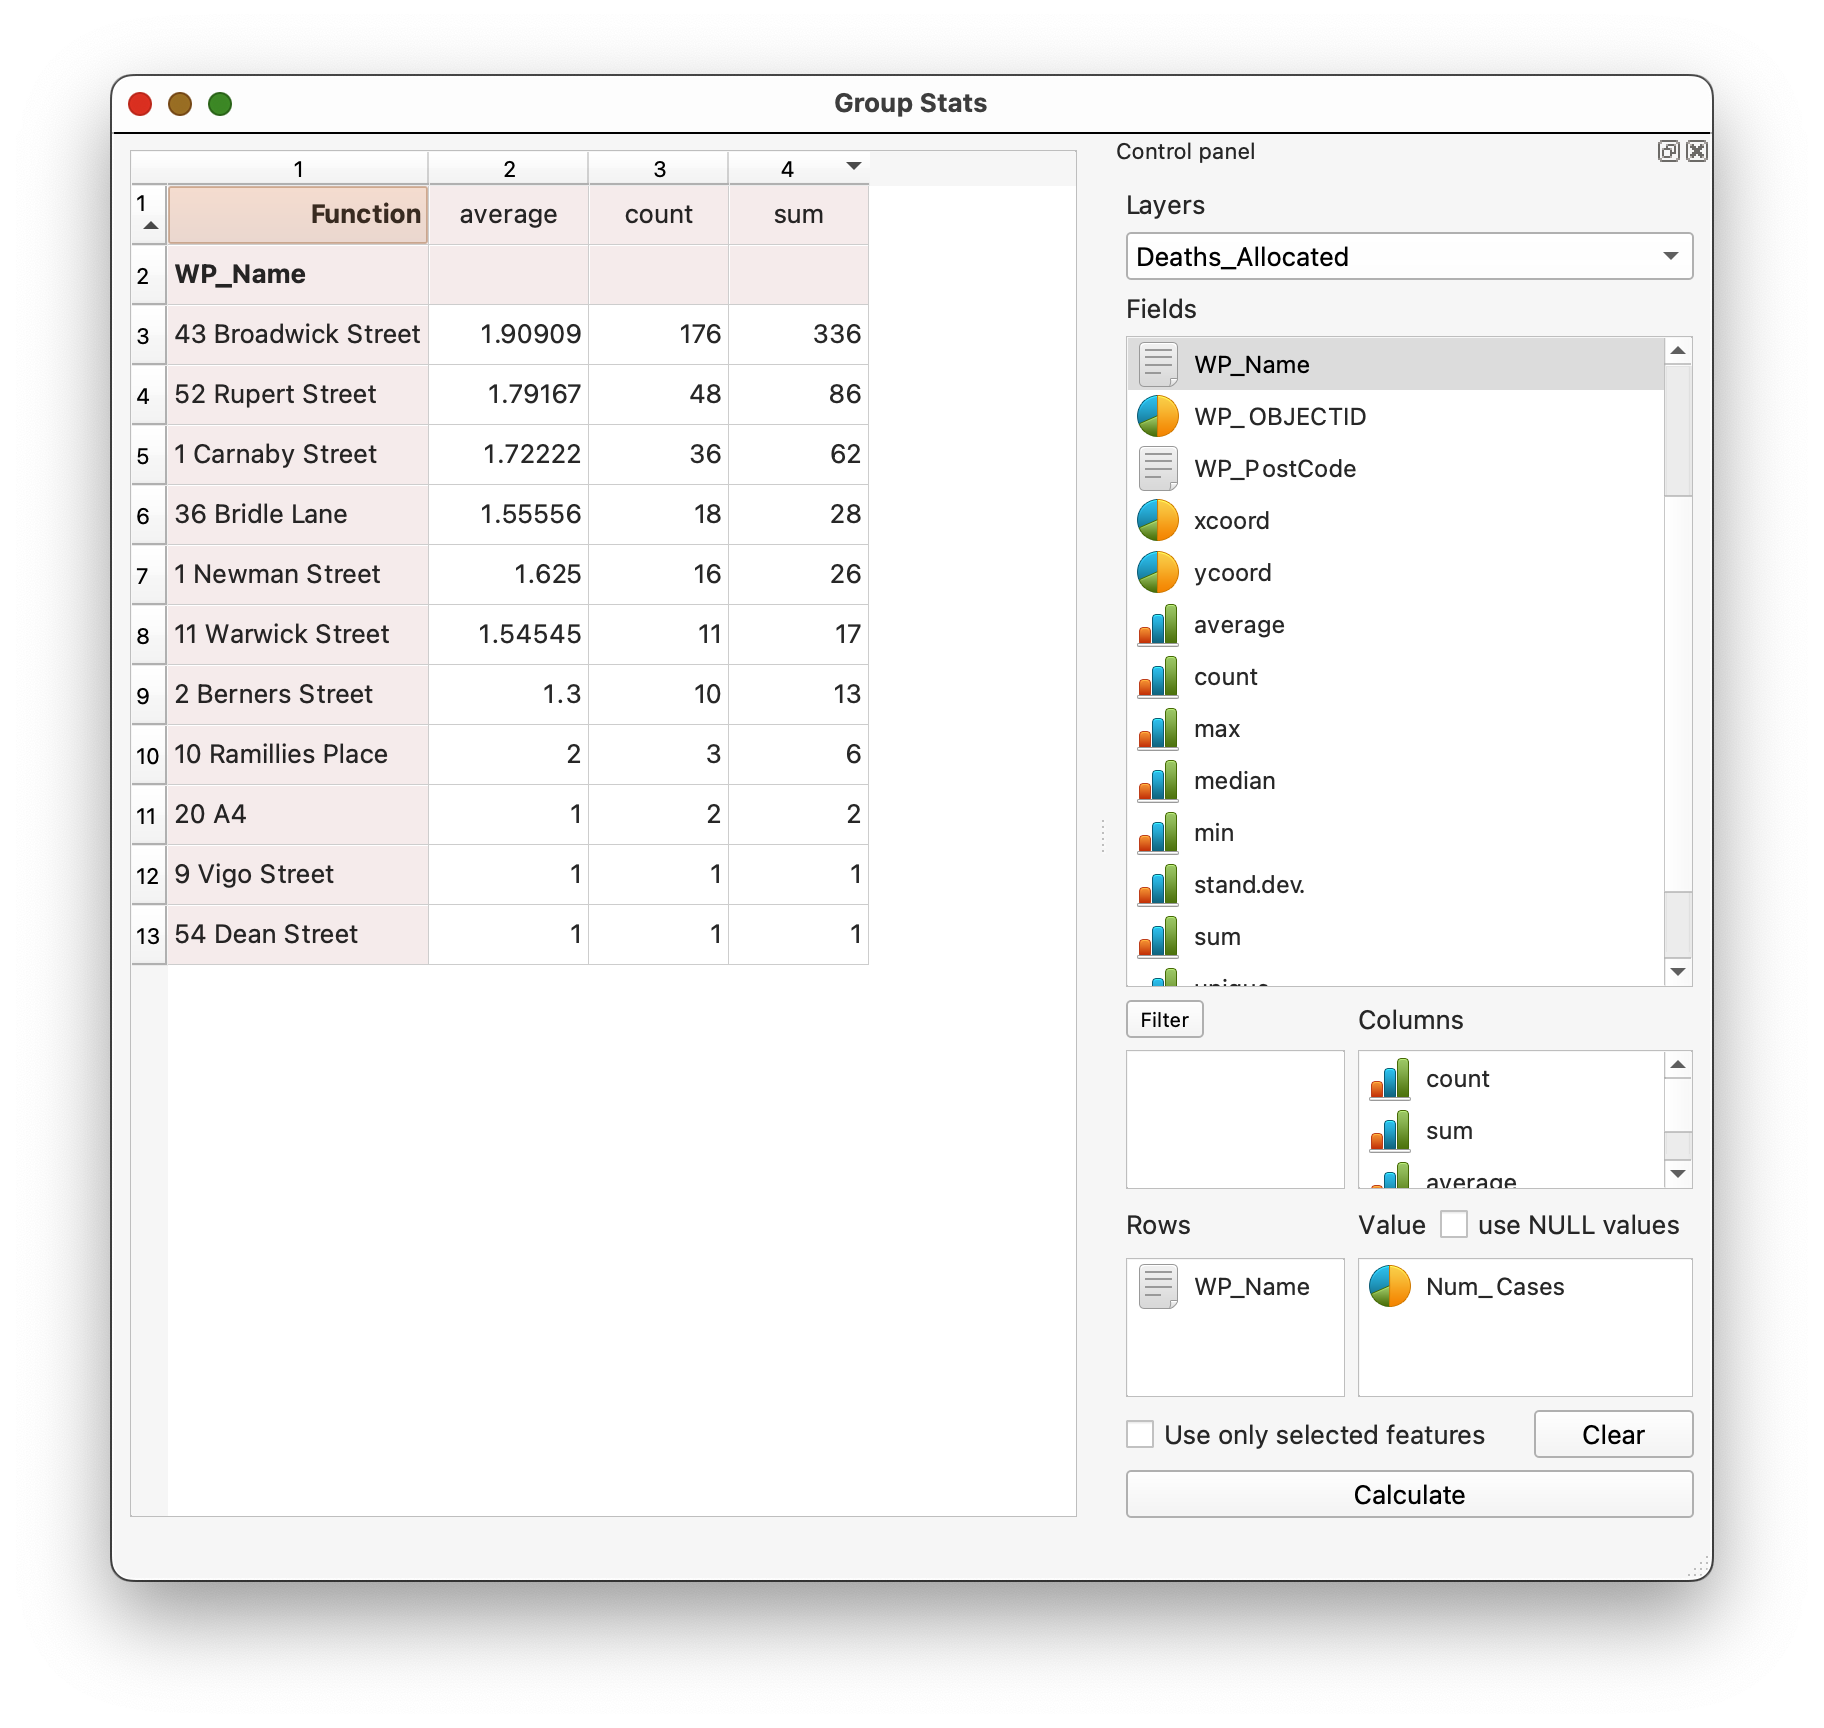 Group Stats
1 2 3 4
1 Function average count sum
2 WP_Name
3 43 Broadwick Street 1.90909 176 336
4 52 Rupert Street 1.79167 48 86
5 1 Carnaby Street 1.72222 36 62
6 36 Bridle Lane 1.55556 18 28
7 1 Newman Street 1.625 16 26
8 11 Warwick Street 1.54545 11 17
9 2 Berners Street 1.3 10 13
10 10 Ramillies Place 2 3 6
11 20 A4 1 2 2
12 9 Vigo Street 1 1 1
13 54 Dean Street 1 1 1
Control panel
Layers
Deaths_Allocated
Fields
WP_Name
WP_OBJECTID
WP_PostCode
xcoord
ycoord
average
count
max
median
min
stand.dev.
sum
Filter
Columns
count
sum
average
Rows
Value use NULL values
WP_Name
Num_Cases
Use only selected features
Clear
Calculate